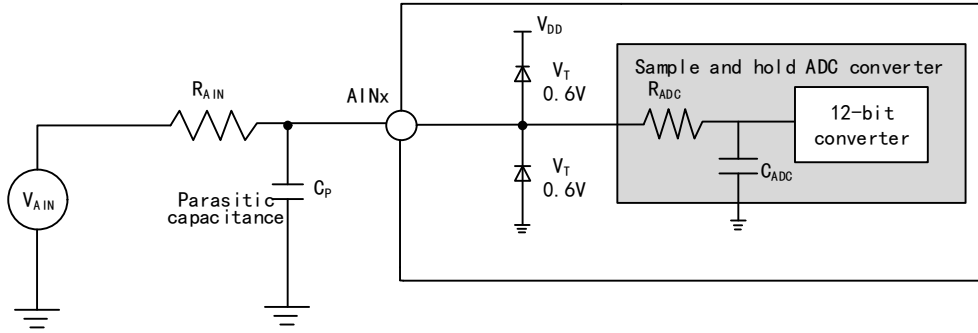 V_DD
Sample and hold ADC converter
V_T
0.6V
R_AIN
AINx
R_ADC
12-bit
converter
V_T
0.6V
C_ADC
V_AIN
Parasitic
capacitance
C_P